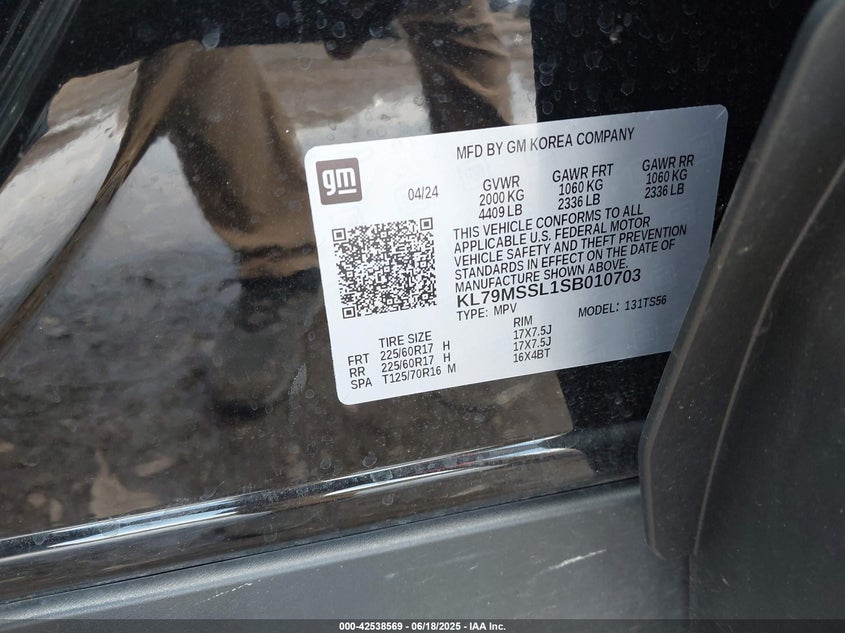 MFD BY GM KOREA COMPANY
gm
04/24
GVWR
2000 KG
4409 LB
GAWR FRT
1060 KG
2336 LB
GAWR RR
1060 KG
2336 LB
THIS VEHICLE CONFORMS TO ALL
APPLICABLE U.S. FEDERAL MOTOR
VEHICLE SAFETY AND THEFT PREVENTION
STANDARDS IN EFFECT ON THE DATE OF
MANUFACTURE SHOWN ABOVE.
KL79MSSL1SB010703
TYPE: MPV MODEL: 131TS56
TIRE SIZE RIM
FRT 225/60R17 H 17X7.5J
RR 225/60R17 H 17X7.5J
SPA T125/70R16 M 16X4BT
000-42538569 - 06/18/2025 - IAA Inc.